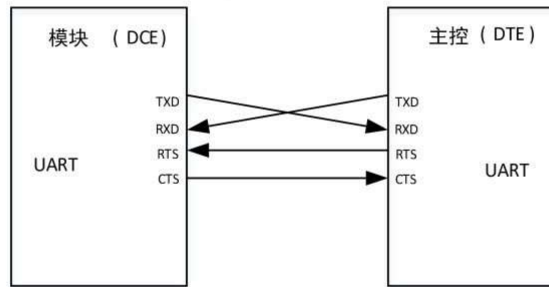 模块 （DCE）
TXD
RXD
RTS
CTS
UART
主控（DTE）
TXD
RXD
RTS
CTS
UART